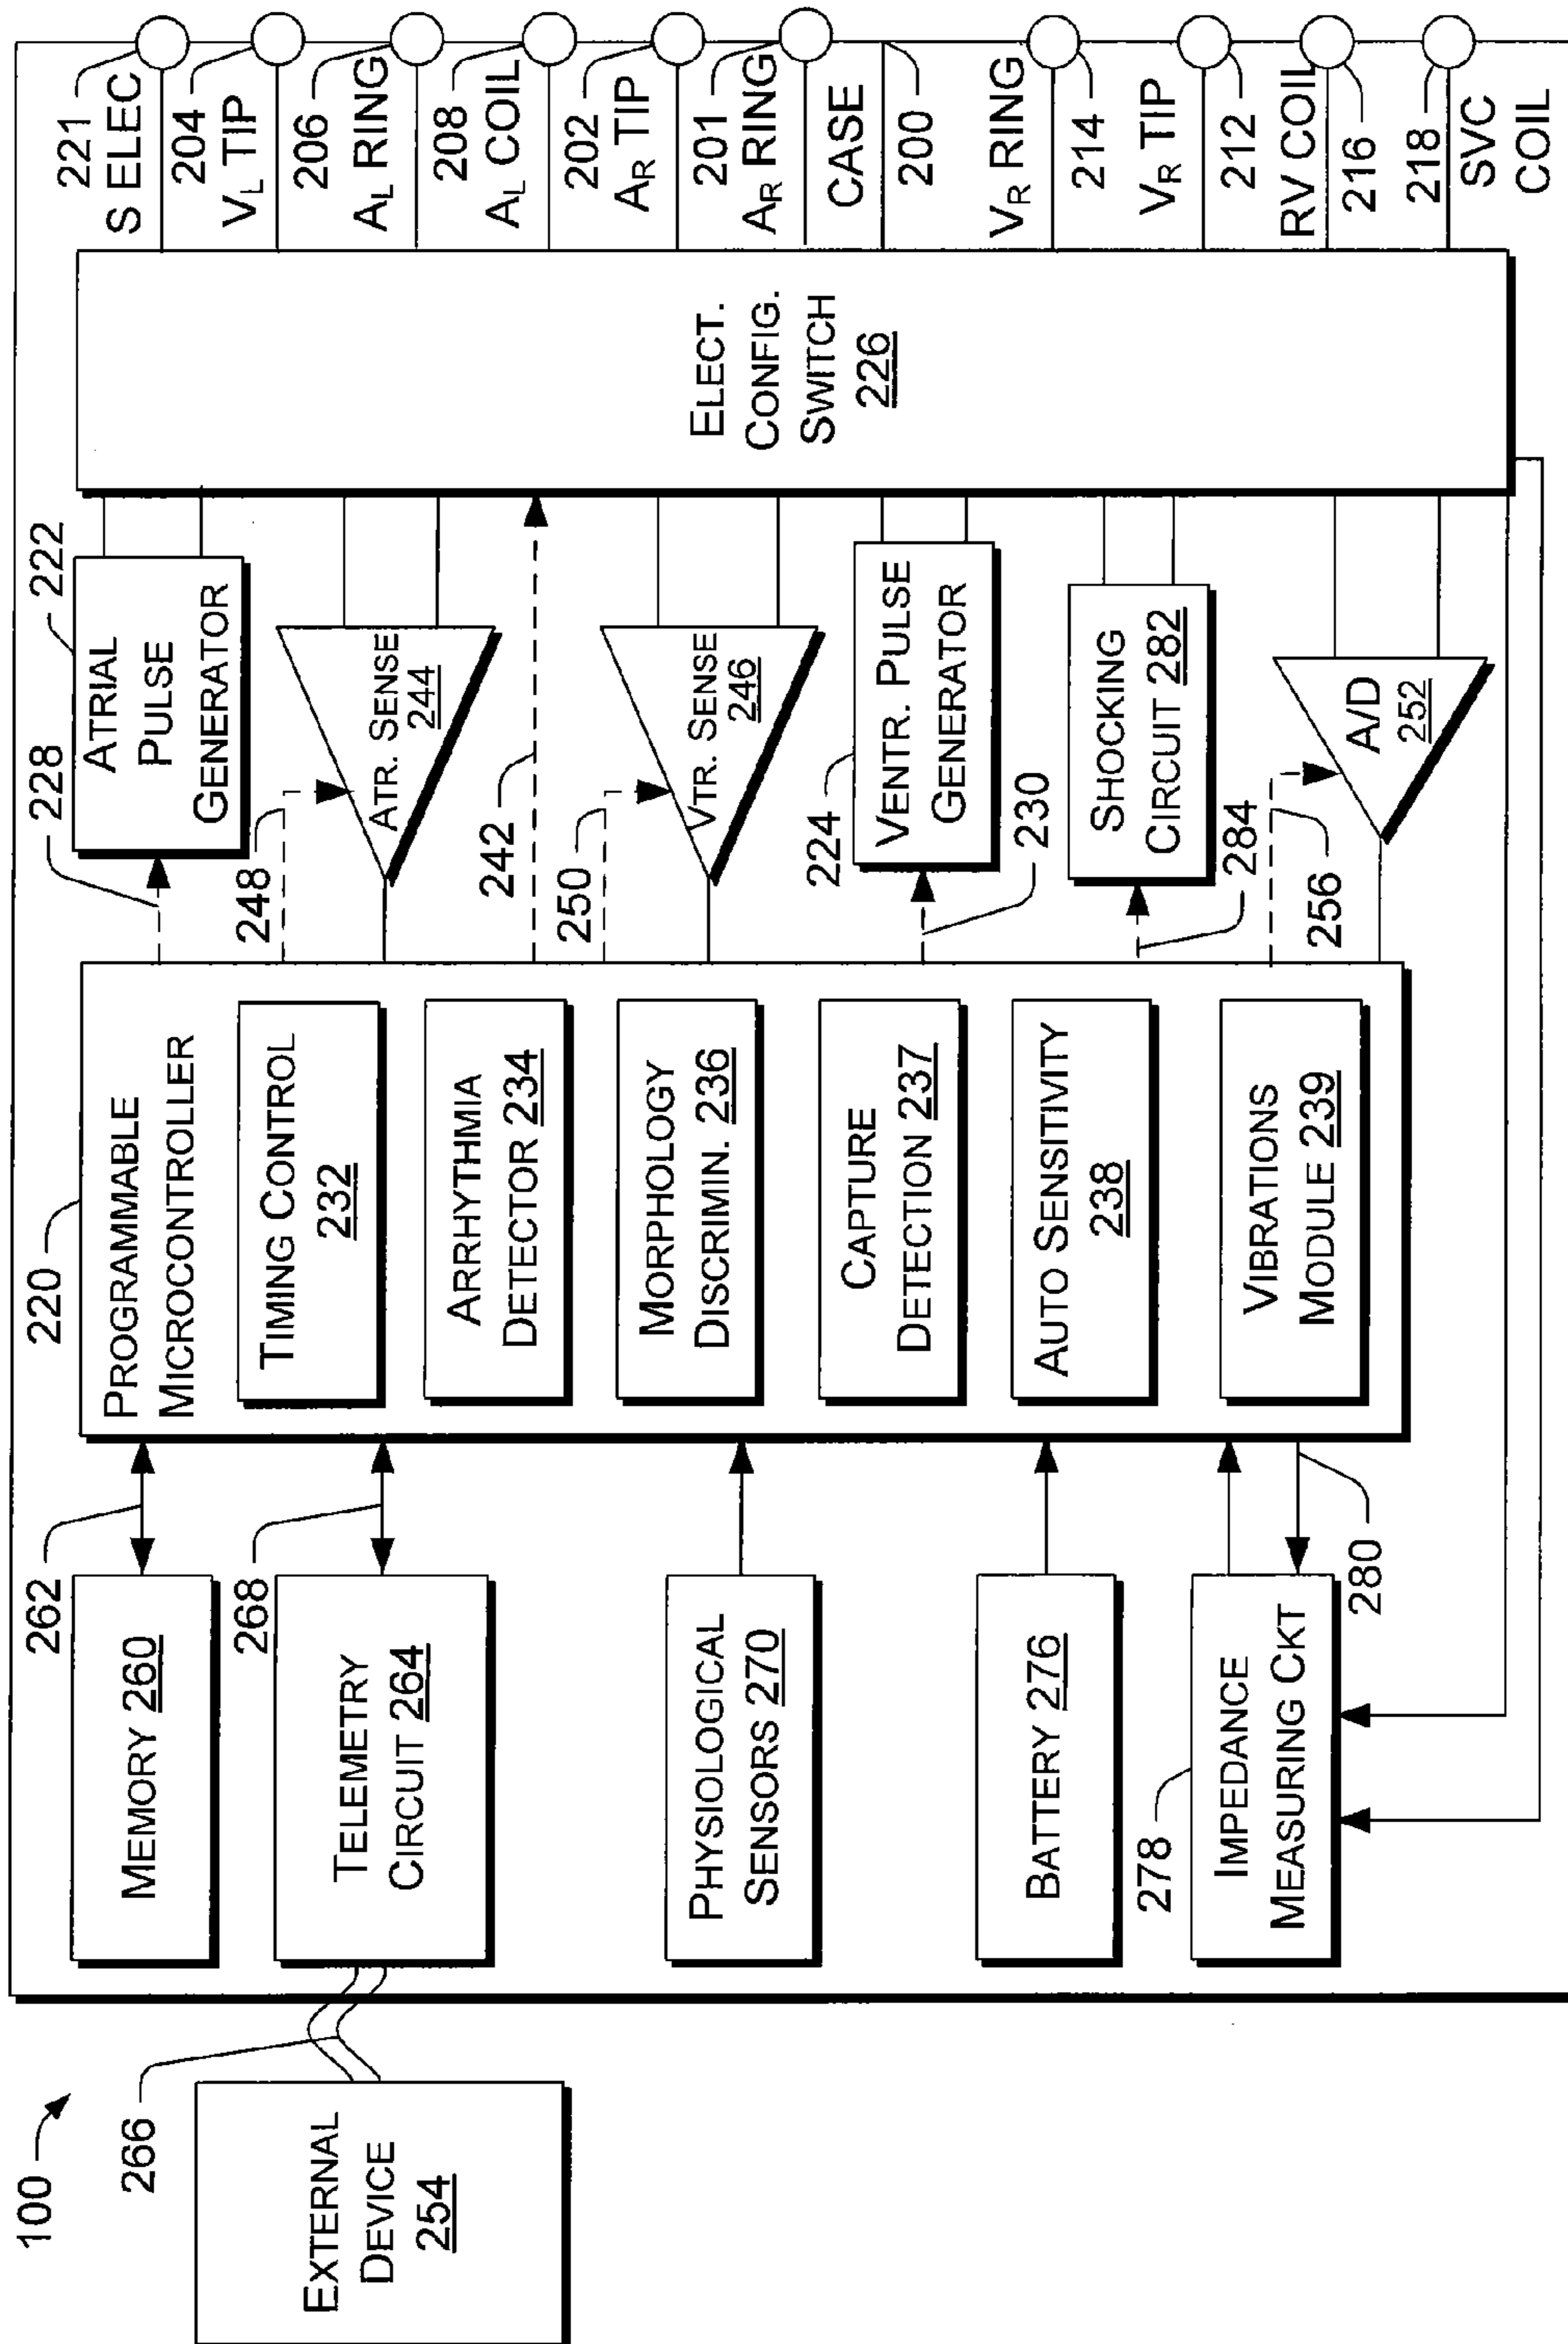 100
EXTERNAL
DEVICE
254
266
MEMORY 260
262
TELEMETRY
CIRCUIT 264
268
PHYSIOLOGICAL
SENSORS 270
BATTERY 276
278
IMPEDANCE
MEASURING CKT
280
220
PROGRAMMABLE
MICROCONTROLLER
TIMING CONTROL
232
ARRHYTHMIA
DETECTOR 234
MORPHOLOGY
DISCRIMIN. 236
CAPTURE
DETECTION 237
AUTO SENSITIVITY
238
VIBRATIONS
MODULE 239
228
222
ATRIAL
PULSE
GENERATOR
248
ATR. SENSE
244
242
250
VTR. SENSE
246
224
VENTR. PULSE
GENERATOR
230
SHOCKING
CIRCUIT 282
284
256
A/D
252
ELECT.
CONFIG.
SWITCH
226
221
S ELEC
204
VL TIP
206
AL RING
208
AL COIL
202
AR TIP
201
AR RING
CASE
200
VR RING
214
VR TIP
212
RV COIL
216
218
SVC
COIL